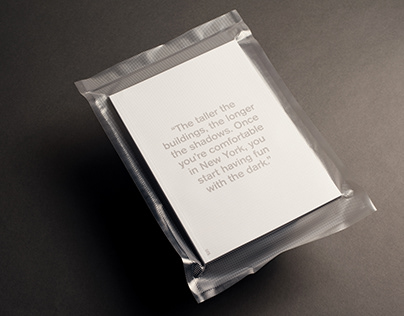 “The taller the
buildings, the longer
the shadows. Once
you're comfortable
in New York, you
start having fun
with the dark.”